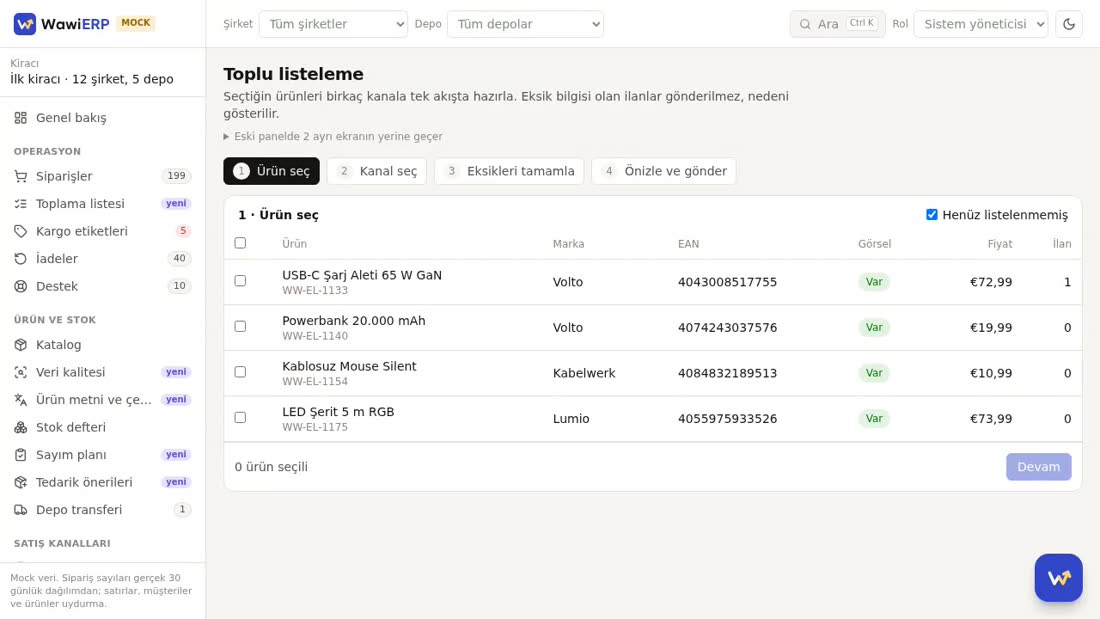 WawiERP MOCK
Kiracı
İlk kiracı · 12 şirket, 5 depo
Genel bakış
OPERASYON
Siparişler 199
Toplama listesi yeni
Kargo etiketleri 5
İadeler 40
Destek 10
ÜRÜN VE STOK
Katalog
Veri kalitesi yeni
Ürün metni ve çe... yeni
Stok defteri
Sayım planı yeni
Tedarik önerileri yeni
Depo transferi 1
SATIŞ KANALLARI
Mock veri. Sipariş sayıları gerçek 30
günlük dağılımdan; satırlar, müşteriler
ve ürünler uydurma.
Şirket Tüm şirketler Depo Tüm depolar Ara Ctrl K Rol Sistem yöneticisi
Toplu listeleme
Seçtiğin ürünleri birkaç kanala tek akışta hazırla. Eksik bilgisi olan ilanlar gönderilmez, nedeni
gösterilir.
Eski panelde 2 ayrı ekranın yerine geçer
1 Ürün seç 2 Kanal seç 3 Eksikleri tamamla 4 Önizle ve gönder
1 · Ürün seç Henüz listelenmemiş
Ürün Marka EAN Görsel Fiyat İlan
USB-C Şarj Aleti 65 W GaN Volto 4043008517755 Var €72,99 1
WW-EL-1133
Powerbank 20.000 mAh Volto 4074243037576 Var €19,99 0
WW-EL-1140
Kablosuz Mouse Silent Kabelwerk 4084832189513 Var €10,99 0
WW-EL-1154
LED Şerit 5 m RGB Lumio 4055975933526 Var €73,99 0
WW-EL-1175
0 ürün seçili Devam